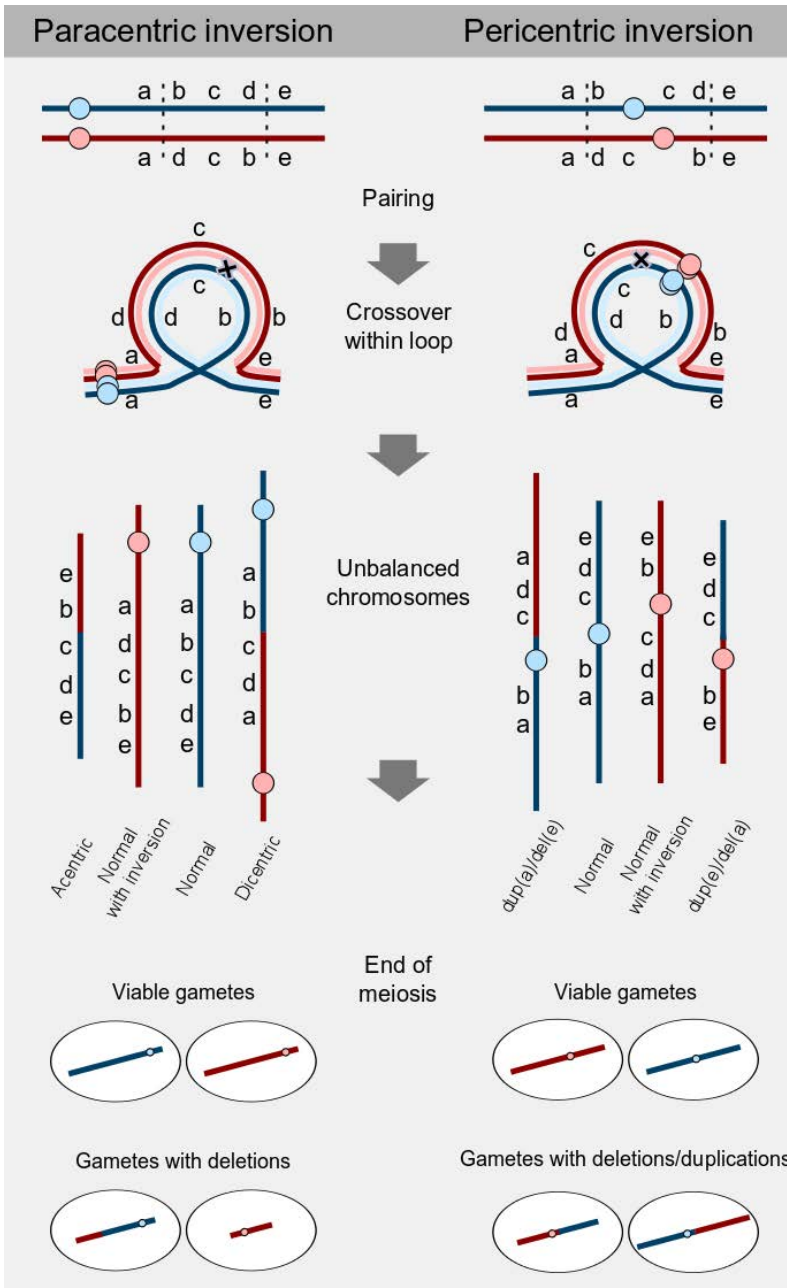 Paracentric inversion
Pericentric inversion
a b c d e
a d c b e
a b c d e
a d c b e
Pairing
c
c
d d b b
a e
a e
Crossover
within loop
c
c
d d b b
a e
a e
Unbalanced
chromosomes
e b c d e
a d c b e
a b c d e
a b c d a
a d c b a
e d c b a
e b c d a
e d c b e
Acentric
Normal
with inversion
Normal
Dicentric
dup(a)/del(e)
Normal
Normal
with inversion
dup(e)/del(a)
End of
meiosis
Viable gametes
Viable gametes
Gametes with deletions
Gametes with deletions/duplications